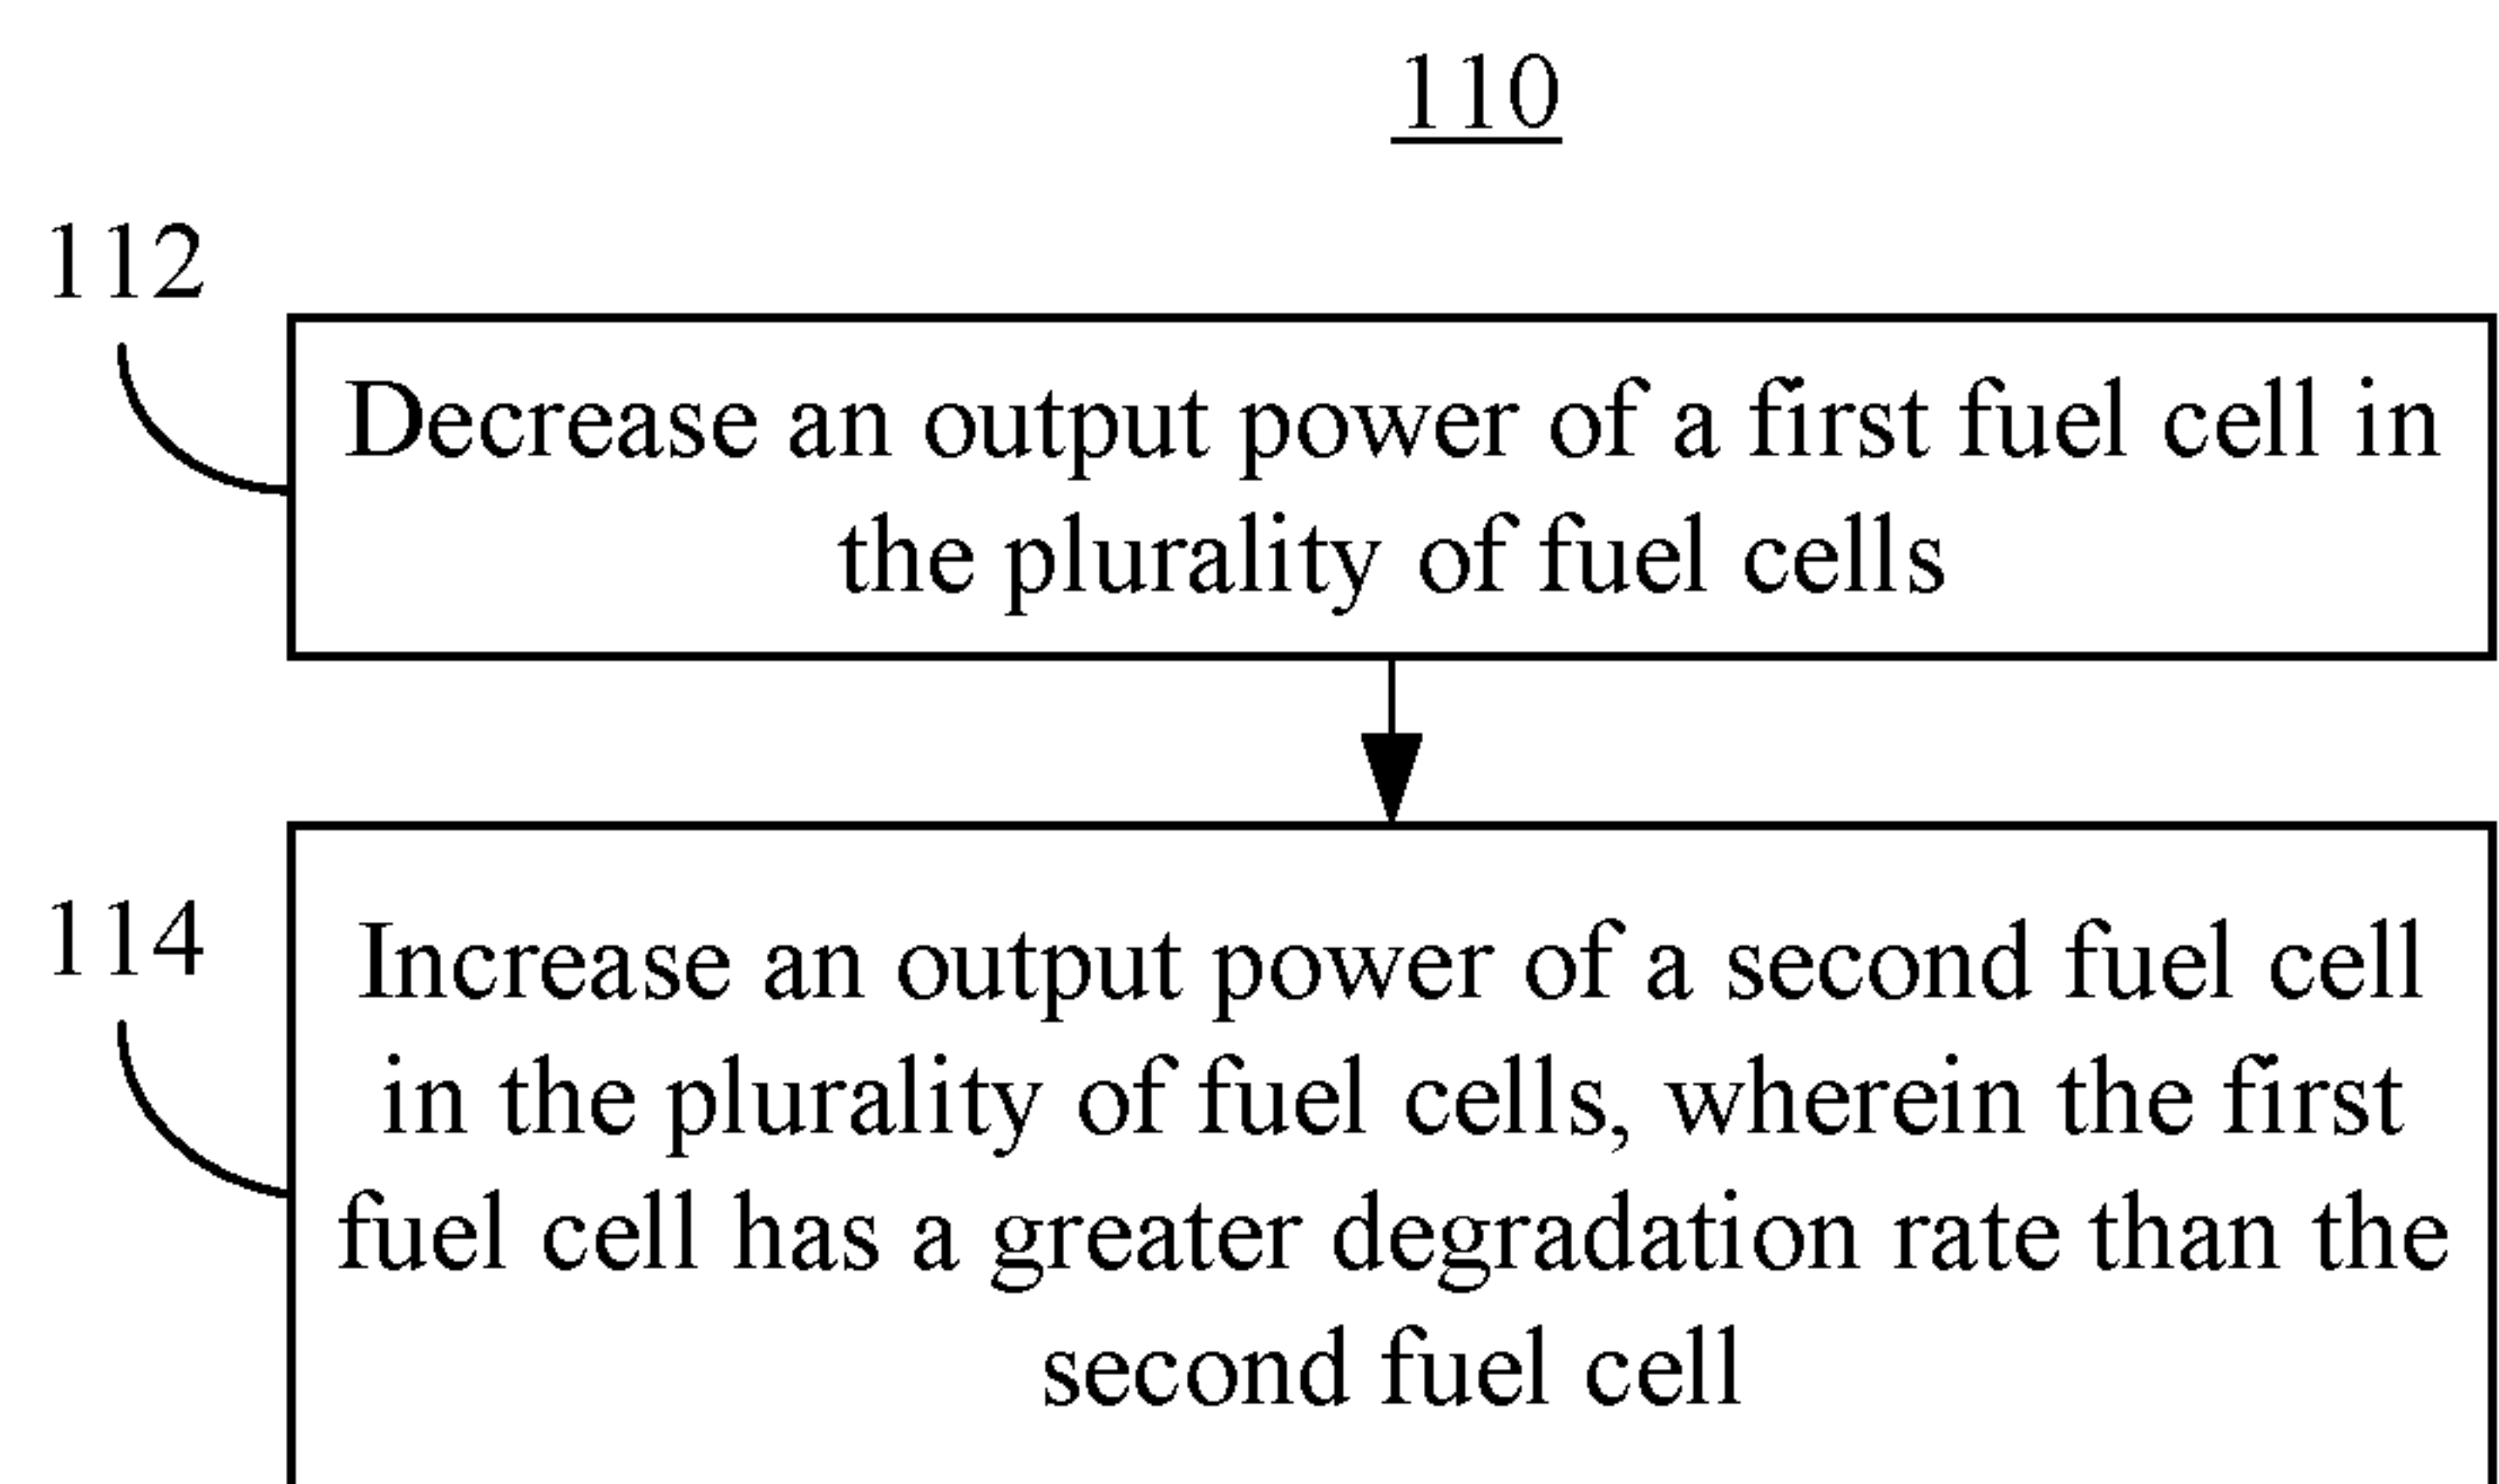 110
112
Decrease an output power of a first fuel cell in
the plurality of fuel cells
114
Increase an output power of a second fuel cell
in the plurality of fuel cells, wherein the first
fuel cell has a greater degradation rate than the
second fuel cell